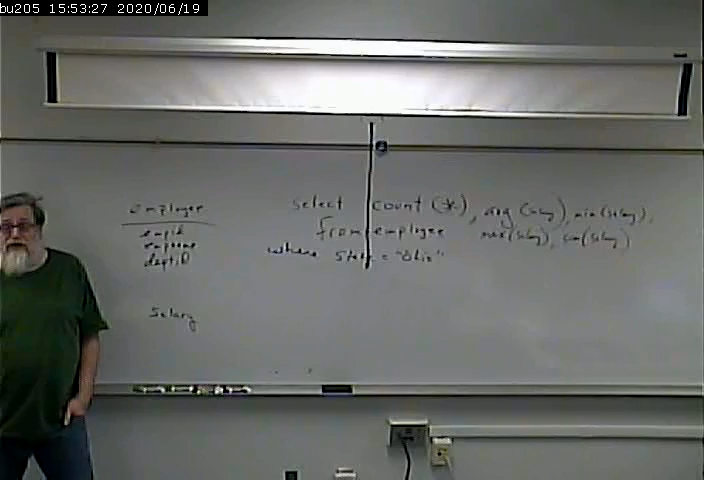 bu205 15:53:27 2020/06/19
employee
empid
empname
deptID
Salary
select count(*), avg(salary), min(salary),
max(salary), sum(salary)
from employee
where state = "Ohio"